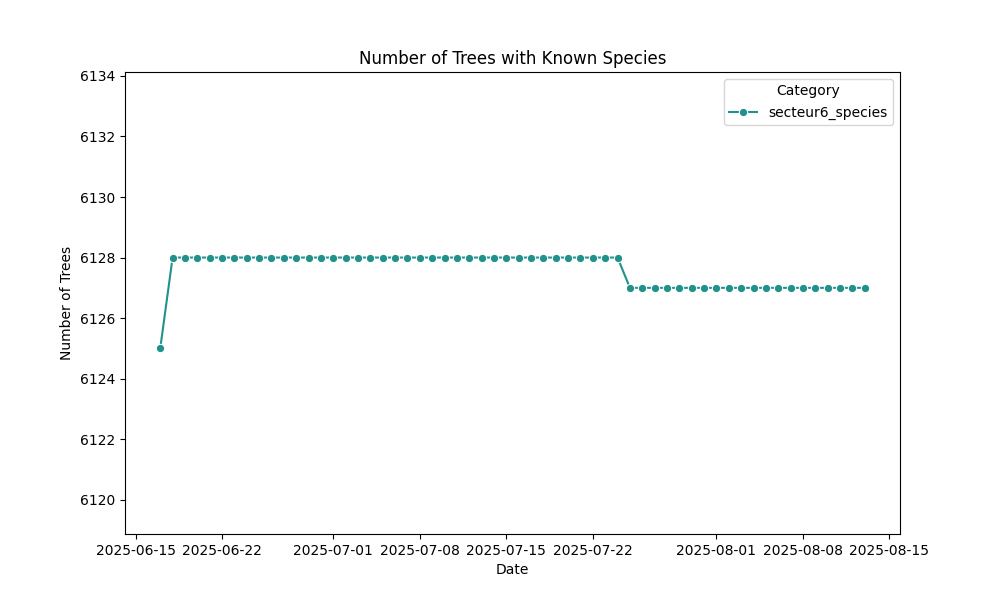 Number of Trees with Known Species
Category
secteur6_species
Number of Trees
6134
6132
6130
6128
6126
6124
6122
6120
2025-06-15 2025-06-22 2025-07-01 2025-07-08 2025-07-15 2025-07-22 2025-08-01 2025-08-08 2025-08-15
Date